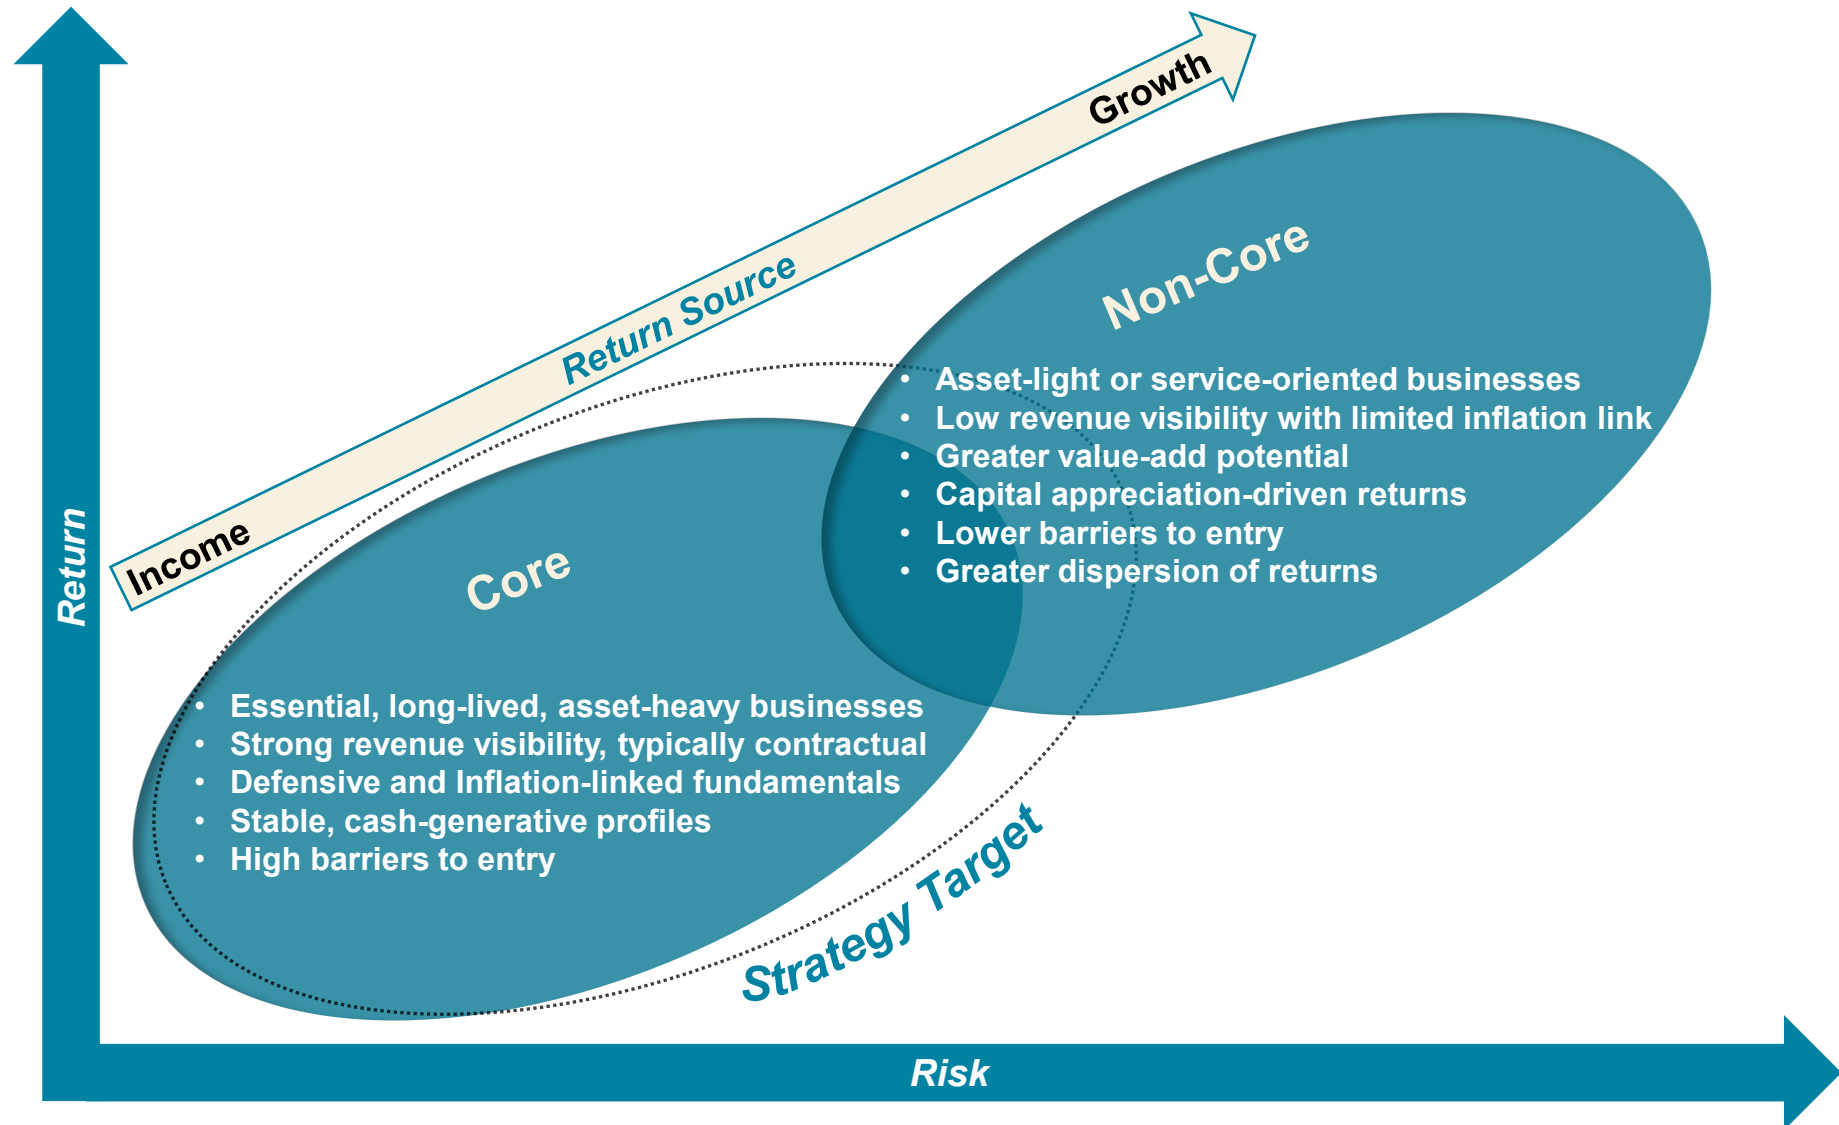 Growth
Return Source
Income
Return
Non-Core
• Asset-light or service-oriented businesses
• Low revenue visibility with limited inflation link
• Greater value-add potential
• Capital appreciation-driven returns
• Lower barriers to entry
• Greater dispersion of returns
Core
• Essential, long-lived, asset-heavy businesses
• Strong revenue visibility, typically contractual
• Defensive and Inflation-linked fundamentals
• Stable, cash-generative profiles
• High barriers to entry
Strategy Target
Risk